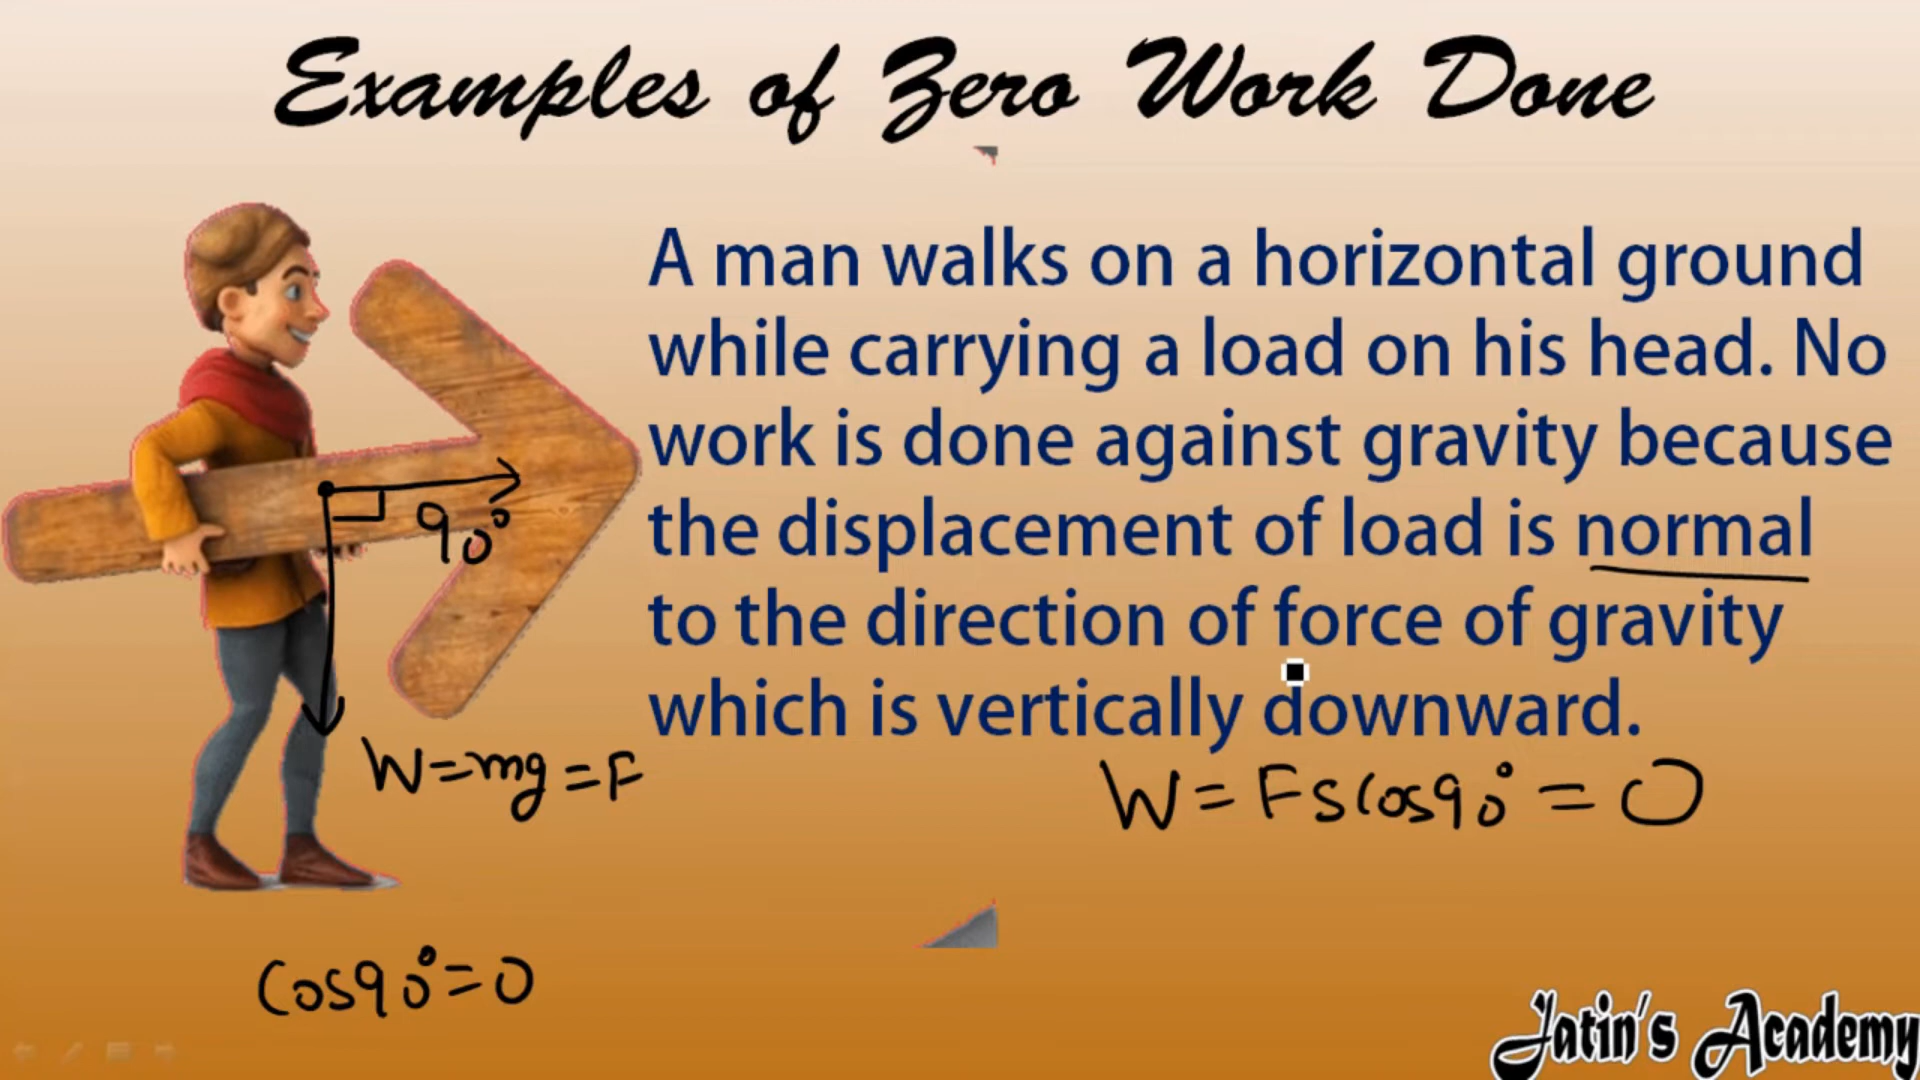 Examples of Zero Work Done
A man walks on a horizontal ground
while carrying a load on his head. No
work is done against gravity because
the displacement of load is normal
to the direction of force of gravity
which is vertically downward.
90°
W=mg=F
W=FSCos90°=0
Cos90°=0
Jatin's Academy